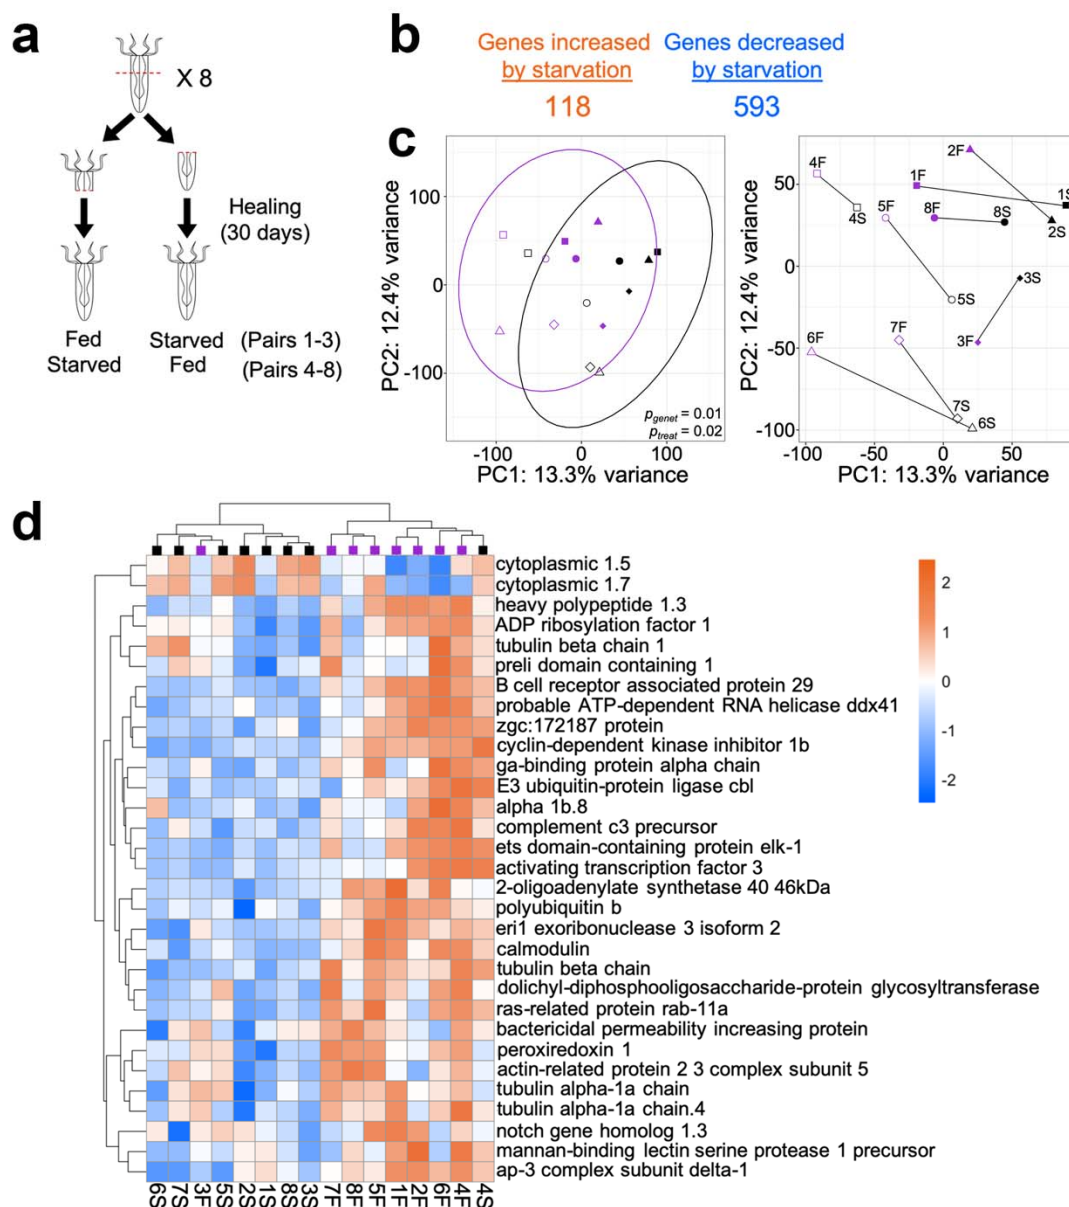 a
X 8
Healing
(30 days)
Fed Starved (Pairs 1-3)
Starved Fed (Pairs 4-8)
b
Genes increased by starvation
118
Genes decreased by starvation
593
c
PC2: 12.4% variance
100
0
-100
-100 0 100
PC1: 13.3% variance
pgenet = 0.01
ptreat = 0.02
PC2: 12.4% variance
50
0
-50
-100
-100 -50 0 50
PC1: 13.3% variance
2F
4F
1F
1S
4S
5F
8F
8S
2S
3S
5S
6F
7F
3F
7S
6S
d
cytoplasmic 1.5
cytoplasmic 1.7
heavy polypeptide 1.3
ADP ribosylation factor 1
tubulin beta chain 1
preli domain containing 1
B cell receptor associated protein 29
probable ATP-dependent RNA helicase ddx41
zgc:172187 protein
cyclin-dependent kinase inhibitor 1b
ga-binding protein alpha chain
E3 ubiquitin-protein ligase cbl
alpha 1b.8
complement c3 precursor
ets domain-containing protein elk-1
activating transcription factor 3
2-oligoadenylate synthetase 40 46kDa
polyubiquitin b
eri1 exoribonuclease 3 isoform 2
calmodulin
tubulin beta chain
dolichyl-diphosphooligosaccharide-protein glycosyltransferase
ras-related protein rab-11a
bactericidal permeability increasing protein
peroxiredoxin 1
actin-related protein 2 3 complex subunit 5
tubulin alpha-1a chain
tubulin alpha-1a chain.4
notch gene homolog 1.3
mannan-binding lectin serine protease 1 precursor
ap-3 complex subunit delta-1
6S 7S 3F 5S 2S 1S 8S 3S 7F 8F 5F 1F 2F 6F 4F 4S
2
1
0
-1
-2